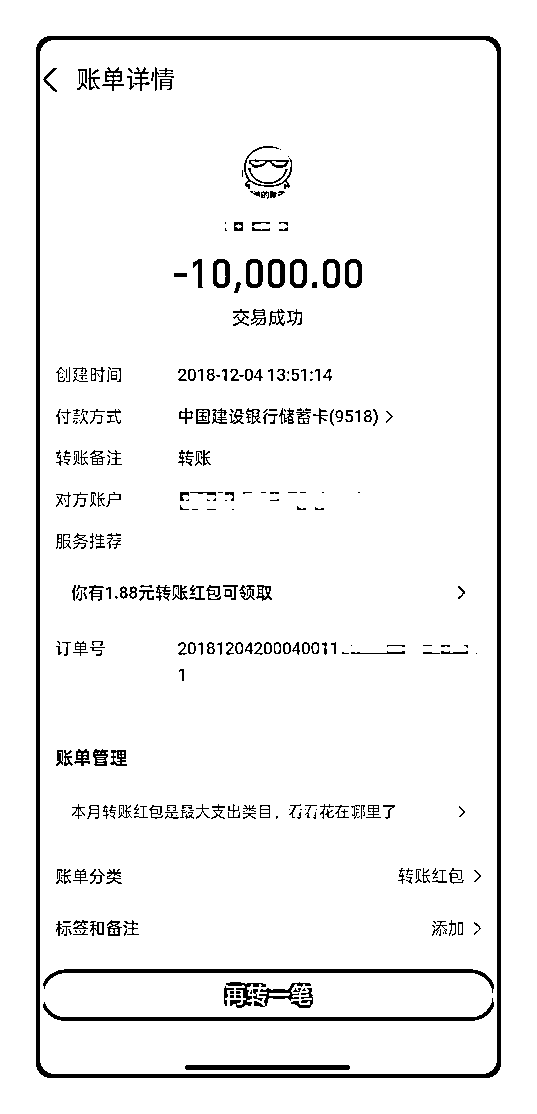 账单详情
-10,000.00
交易成功
创建时间 2018-12-04 13:51:14
付款方式 中国建设银行储蓄卡(9518)
转账备注 转账
对方账户
服务推荐
你有1.88元转账红包可领取
订单号 20181204200040011
1
账单管理
本月转账红包是最大支出类目，看看花在哪里了
账单分类 转账红包
标签和备注 添加
再转一笔